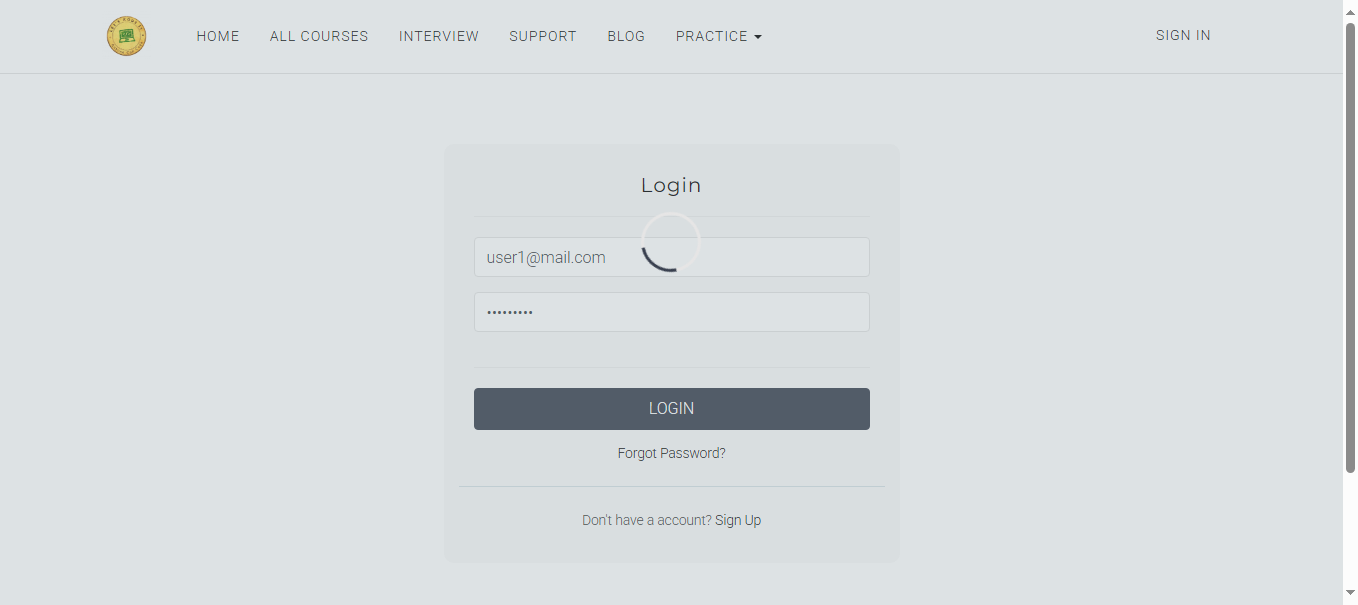 HOME ALL COURSES INTERVIEW SUPPORT BLOG PRACTICE SIGN IN
Login
user1@mail.com
•••••••••
LOGIN
Forgot Password?
Don't have a account? Sign Up